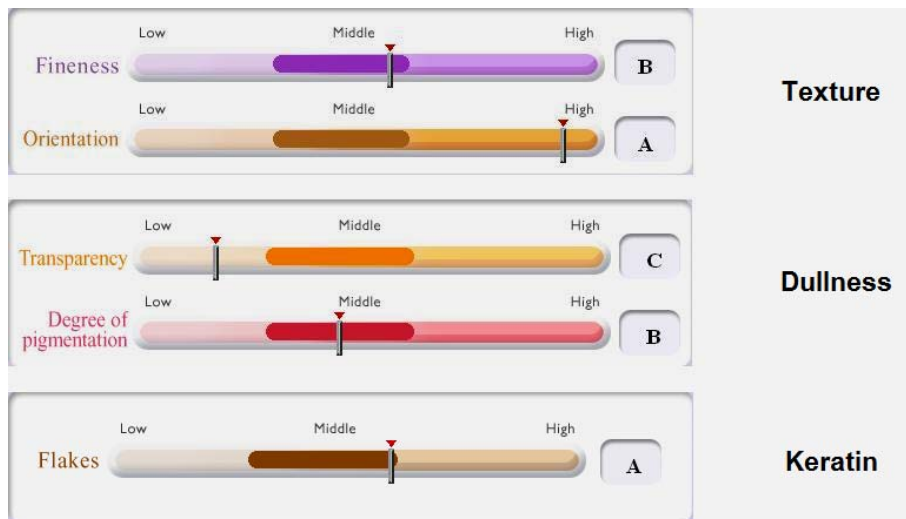 Low Middle High
Fineness B
Texture
Low Middle High
Orientation A
Low Middle High
Transparency C
Dullness
Low Middle High
Degree of
pigmentation B
Low Middle High
Flakes A
Keratin